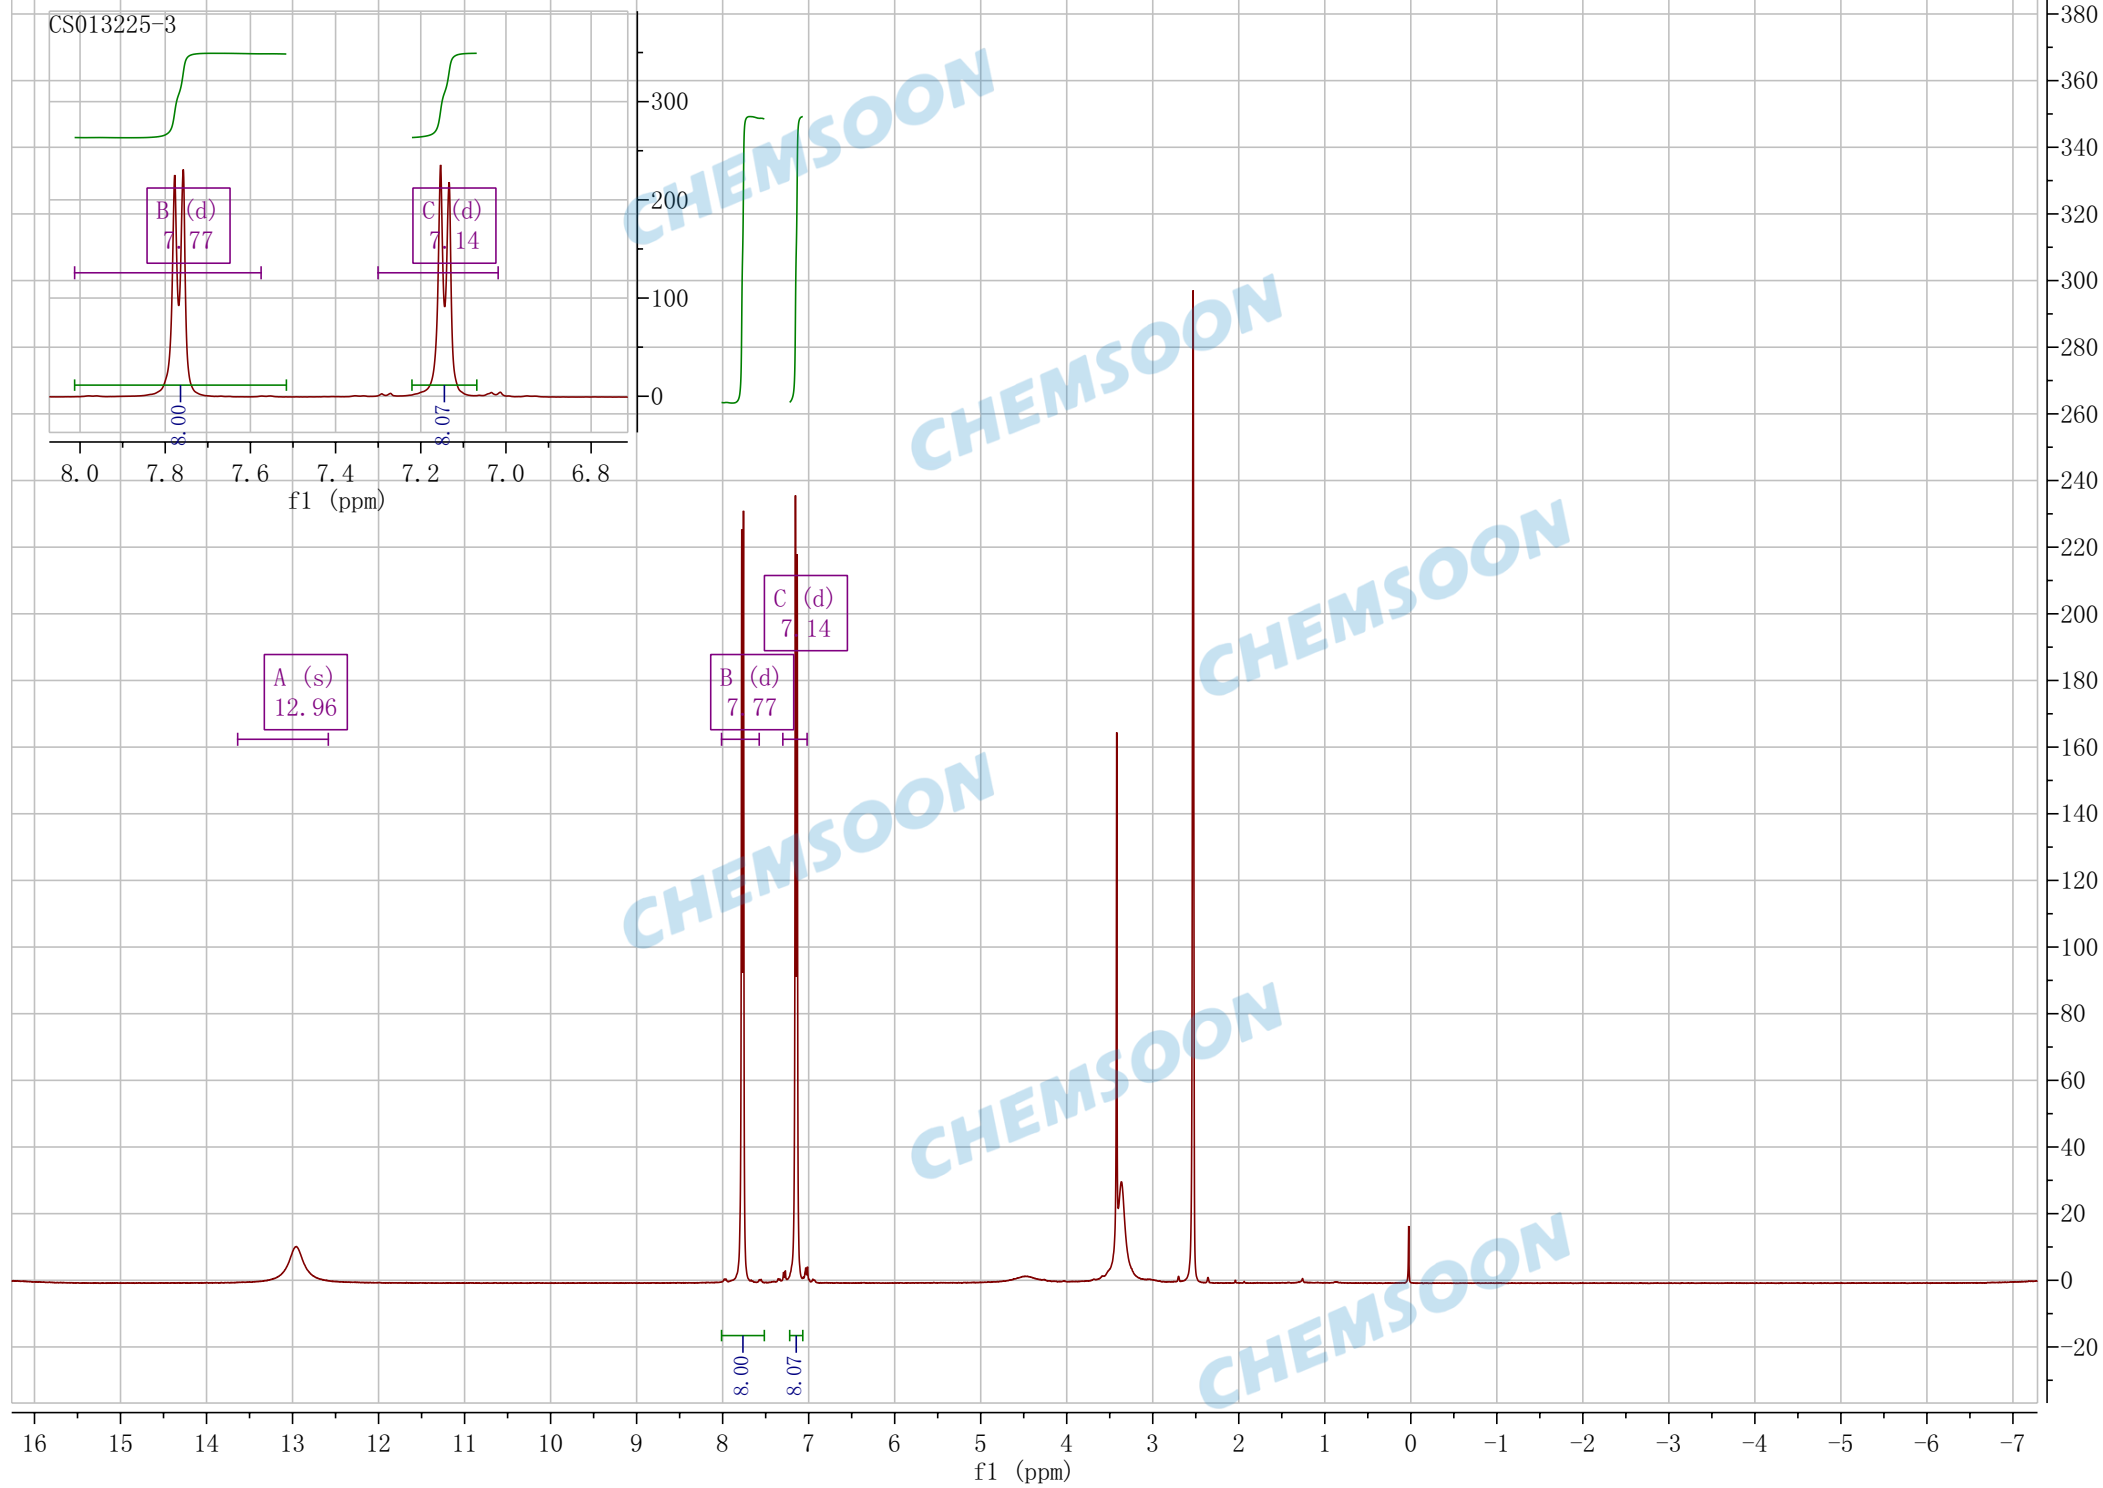 CS013225-3
B (d)
7.77
C (d)
7.14
300
200
100
0
8.00
8.07
8.0 7.8 7.6 7.4 7.2 7.0 6.8
f1 (ppm)
A (s)
12.96
B (d)
7.77
C (d)
7.14
CHEMSOON
CHEMSOON
CHEMSOON
CHEMSOON
CHEMSOON
CHEMSOON
380
360
340
320
300
280
260
240
220
200
180
160
140
120
100
80
60
40
20
0
-20
8.00
8.07
16 15 14 13 12 11 10 9 8 7 6 5 4 3 2 1 0 -1 -2 -3 -4 -5 -6 -7
f1 (ppm)